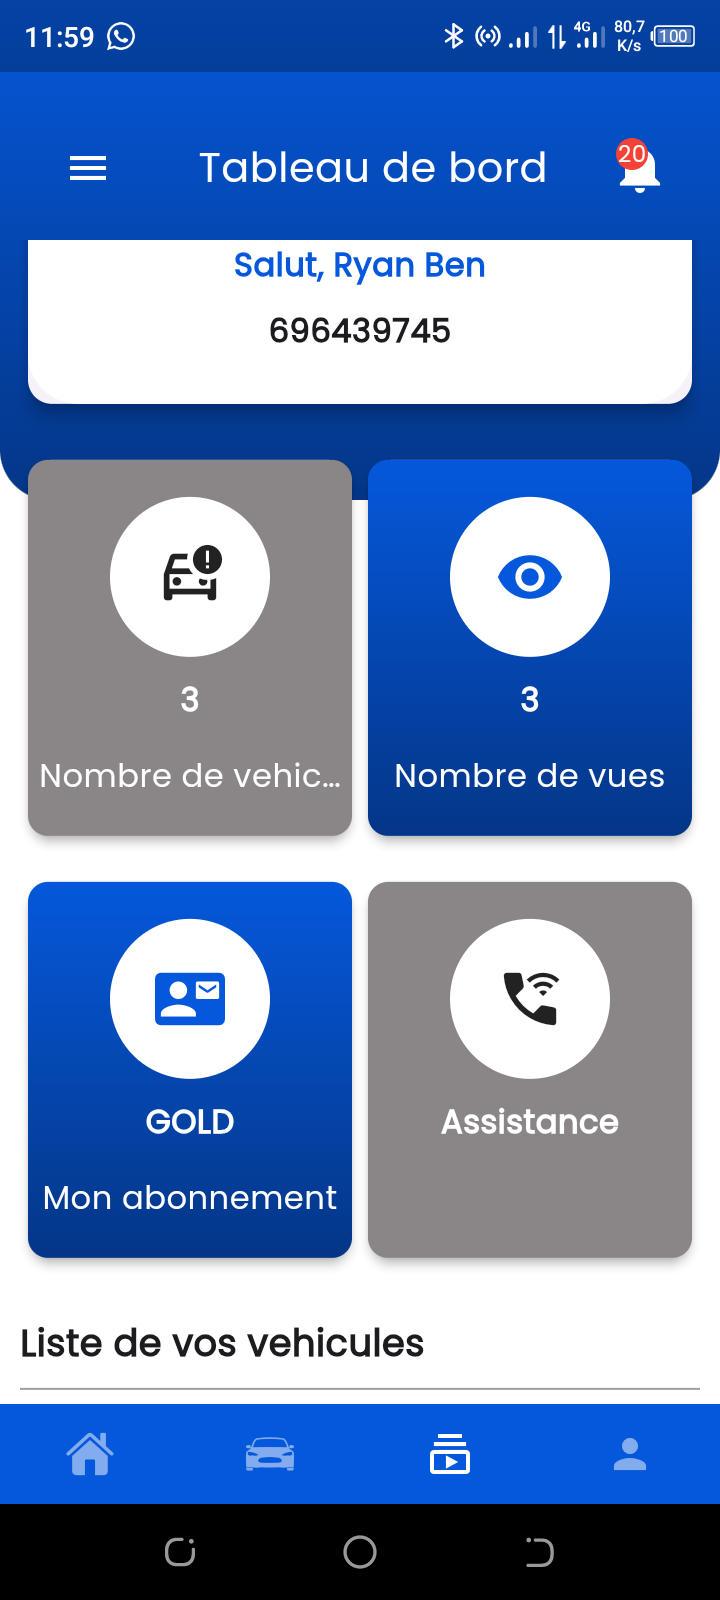 11:59
4G
80,7
K/s
100
Tableau de bord
20
Salut, Ryan Ben
696439745
3
Nombre de vehic...
3
Nombre de vues
GOLD
Mon abonnement
Assistance
Liste de vos vehicules